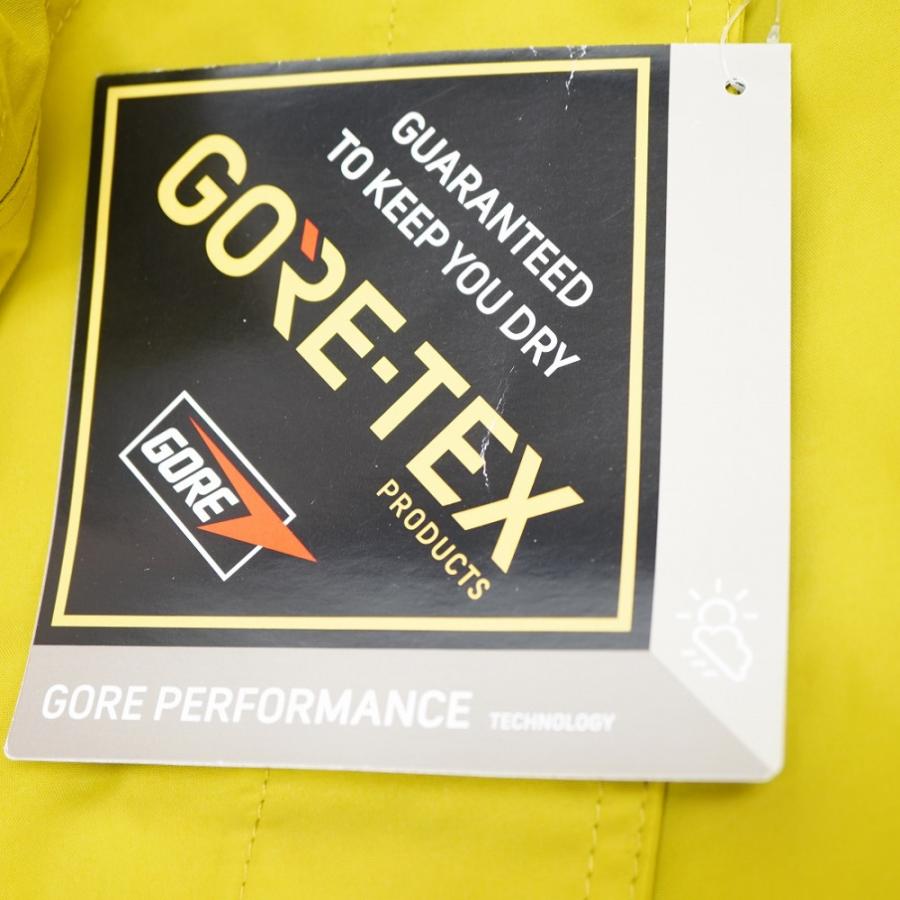 GUARANTEED
TO KEEP YOU DRY
GORE-TEX
PRODUCTS
GORE
GORE PERFORMANCE TECHNOLOGY